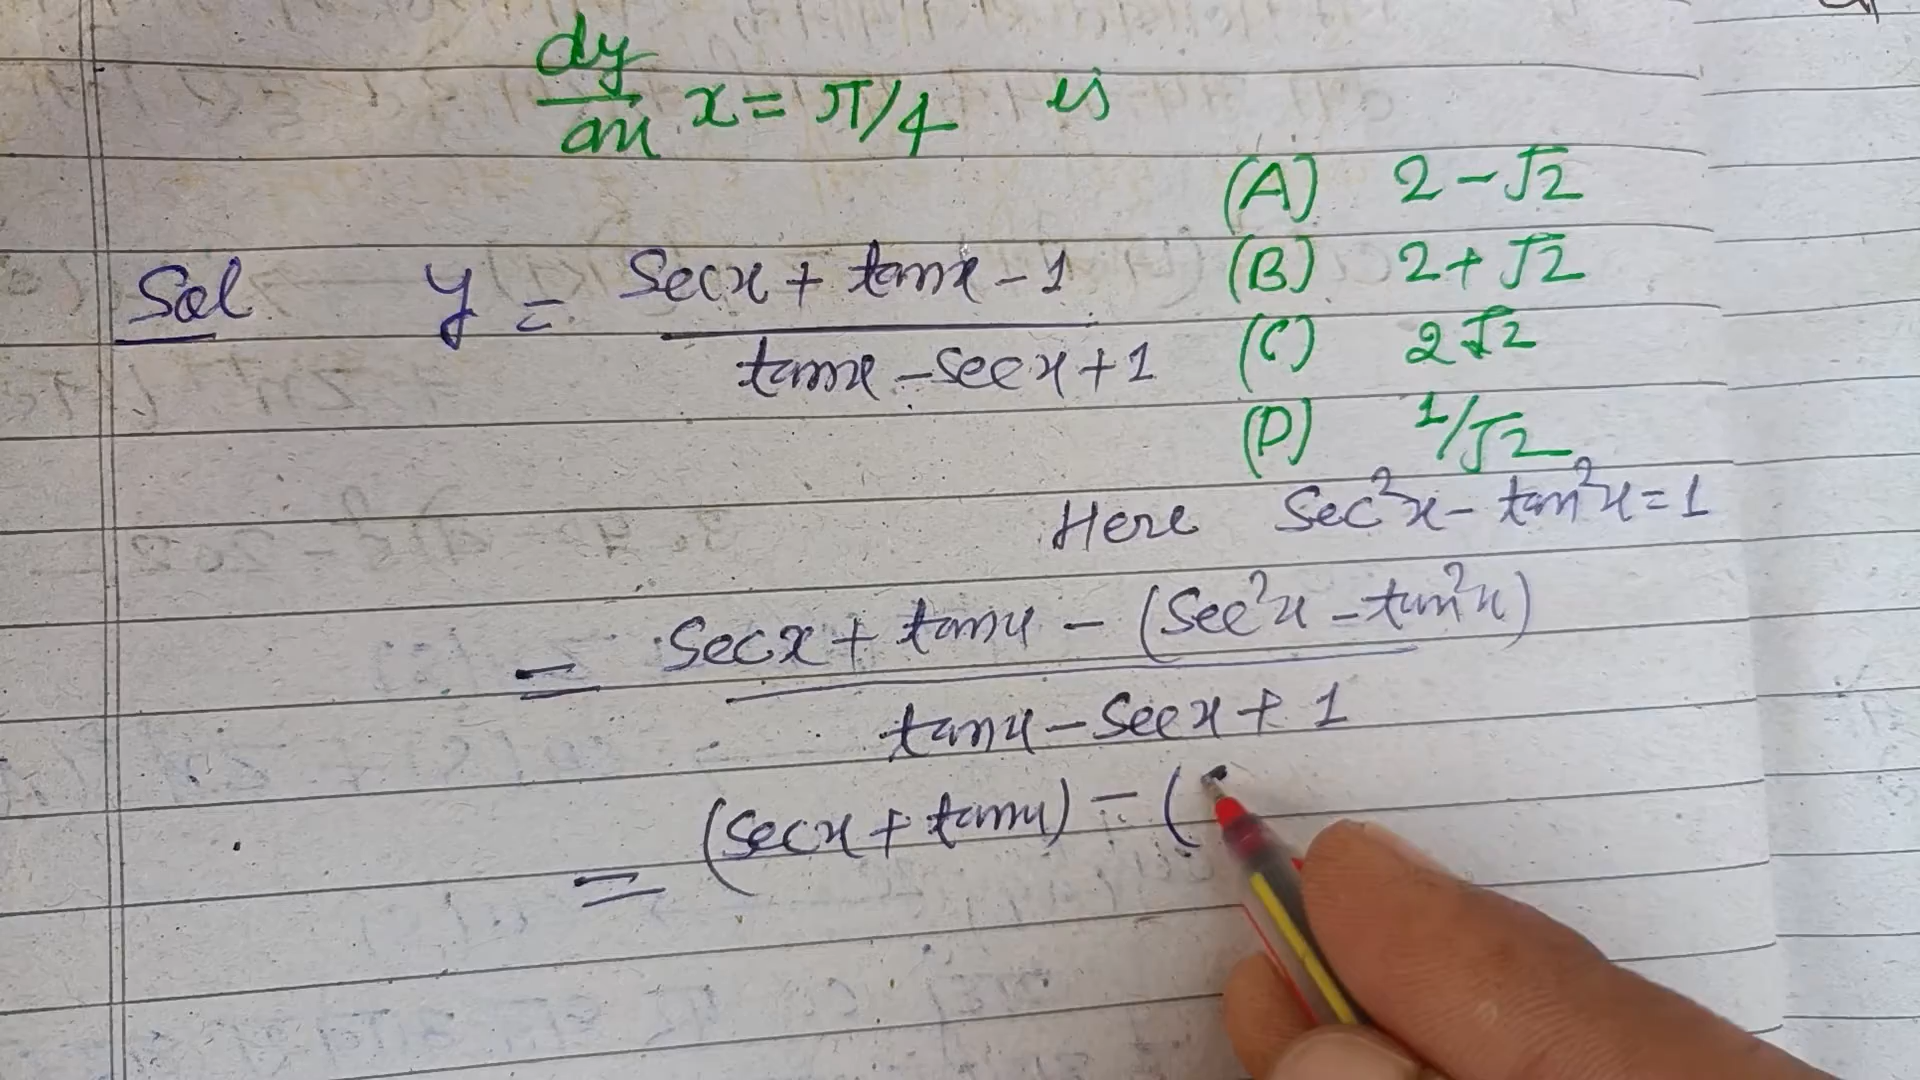 dy/dx x = π/4 is
(A) 2 - √2
(B) 2 + √2
Sol y = (Secx + tanx - 1)/(tanx - secx + 1)
(C) 2√2
(D) 1/√2
Here Sec²x - tan²x = 1
= Secx + tanx - (Sec²x - tan²x)
tanx - Secx + 1
= (Secx + tanx) - (